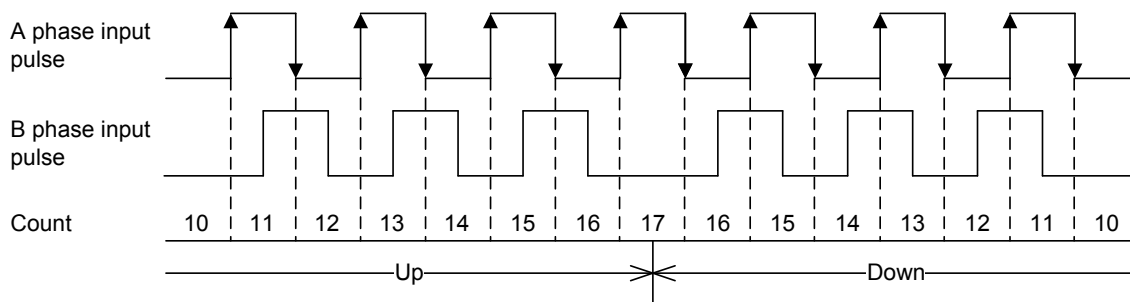 A phase input
pulse
B phase input
pulse
Count 10 11 12 13 14 15 16 17 16 15 14 13 12 11 10
Up Down